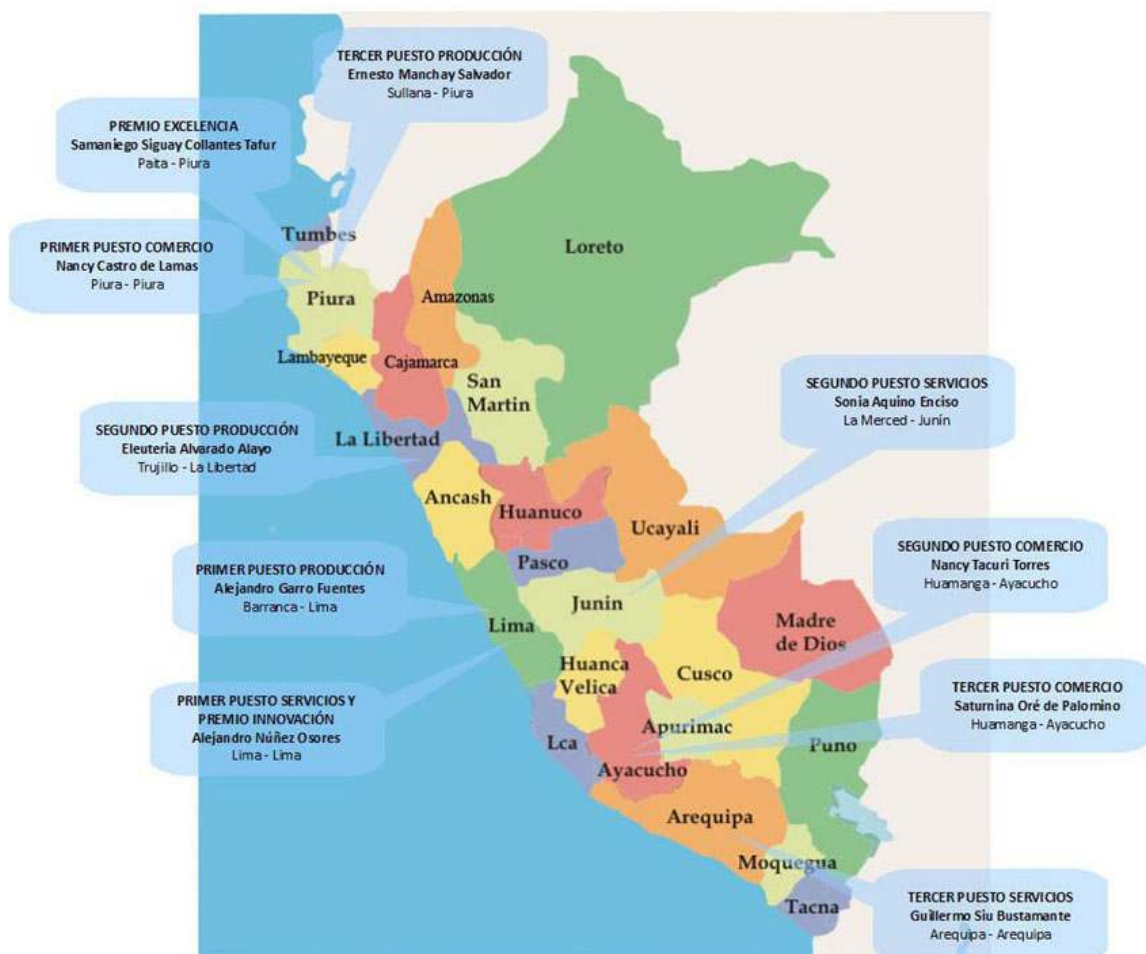 TERCER PUESTO PRODUCCIÓN
Ernesto Manchay Salvador
Sullana - Piura
PREMIO EXCELENCIA
Samaniego Siguay Collantes Tafur
Paita - Piura
PRIMER PUESTO COMERCIO
Nancy Castro de Lamas
Piura - Piura
Tumbes
Piura
Lambayeque
Cajamarca
Amazonas
Loreto
San
Martin
SEGUNDO PUESTO SERVICIOS
Sonia Aquino Enciso
La Merced - Junín
SEGUNDO PUESTO PRODUCCIÓN
Eleuteria Alvarado Alayo
Trujillo - La Libertad
La Libertad
Ancash
Huanuco
Ucayali
Pasco
SEGUNDO PUESTO COMERCIO
Nancy Tacuri Torres
Huamanga - Ayacucho
PRIMER PUESTO PRODUCCIÓN
Alejandro Garro Fuentes
Barranca - Lima
Lima
Junin
Madre
de Dios
Huanca
Velica
Cusco
TERCER PUESTO COMERCIO
Saturnina Oré de Palomino
Huamanga - Ayacucho
PRIMER PUESTO SERVICIOS Y
PREMIO INNOVACIÓN
Alejandro Núñez Osores
Lima - Lima
Lca
Apurimac
Ayacucho
Puno
Arequipa
Moquegua
Tacna
TERCER PUESTO SERVICIOS
Guillermo Siu Bustamante
Arequipa - Arequipa